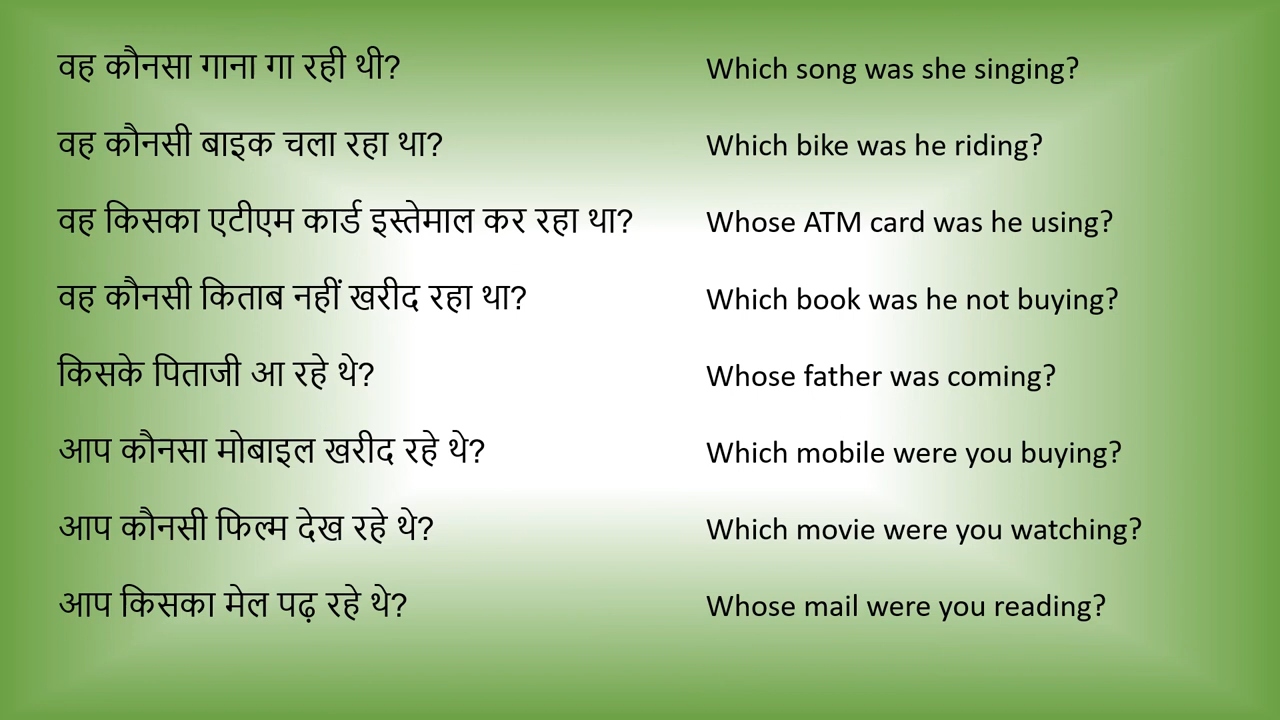 वह कौनसा गाना गा रही थी? Which song was she singing?
वह कौनसी बाइक चला रहा था? Which bike was he riding?
वह किसका एटीएम कार्ड इस्तेमाल कर रहा था? Whose ATM card was he using?
वह कौनसी किताब नहीं खरीद रहा था? Which book was he not buying?
किसके पिताजी आ रहे थे? Whose father was coming?
आप कौनसा मोबाइल खरीद रहे थे? Which mobile were you buying?
आप कौनसी फिल्म देख रहे थे? Which movie were you watching?
आप किसका मेल पढ़ रहे थे? Whose mail were you reading?